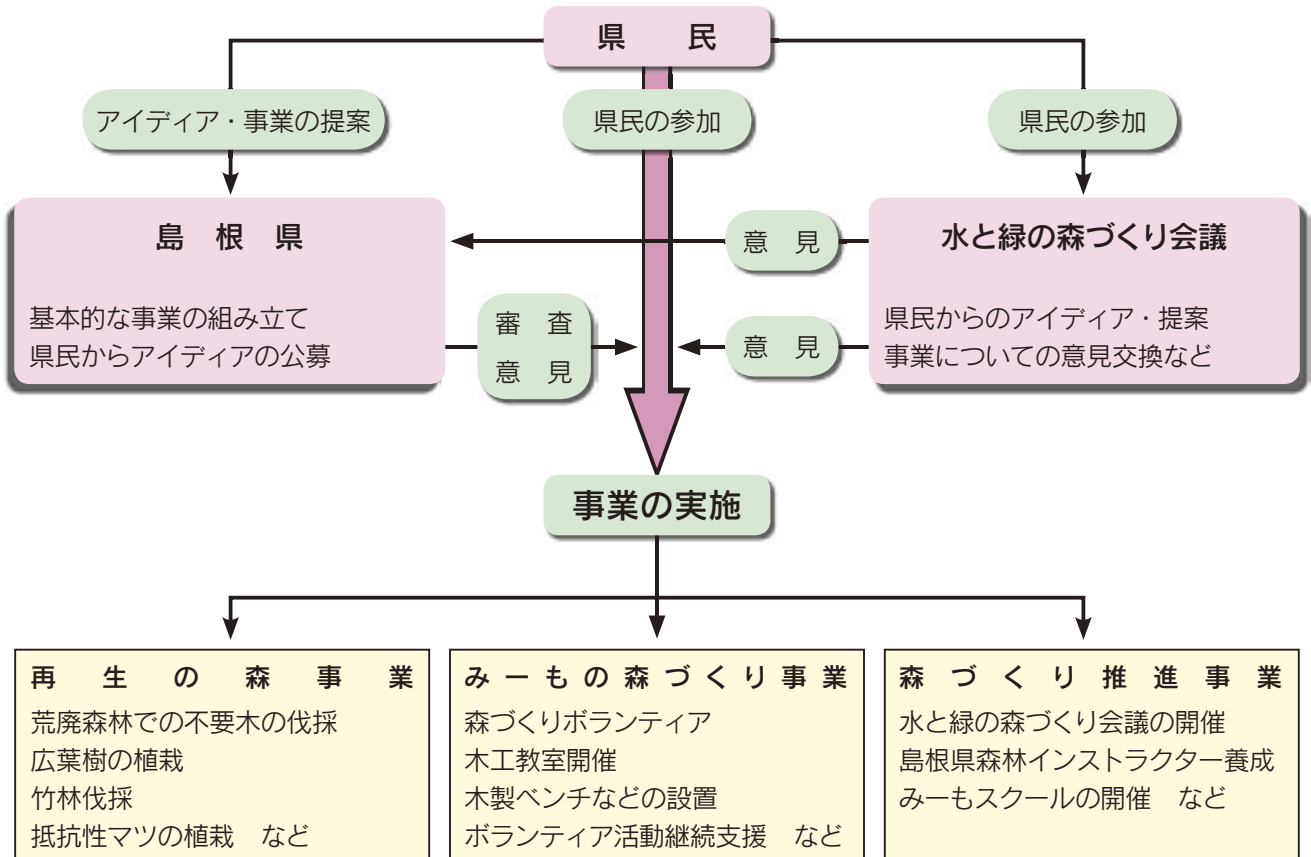 県 民
アイディア・事業の提案
県民の参加
県民の参加
島 根 県
基本的な事業の組み立て
県民からアイディアの公募
意 見
水と緑の森づくり会議
県民からのアイディア・提案
事業についての意見交換など
審 査
意 見
意 見
事業の実施
再生の森事業
荒廃森林での不要木の伐採
広葉樹の植栽
竹林伐採
抵抗性マツの植栽 など
みーもの森づくり事業
森づくりボランティア
木工教室開催
木製ベンチなどの設置
ボランティア活動継続支援 など
森づくり推進事業
水と緑の森づくり会議の開催
島根県森林インストラクター養成
みーもスクールの開催 など